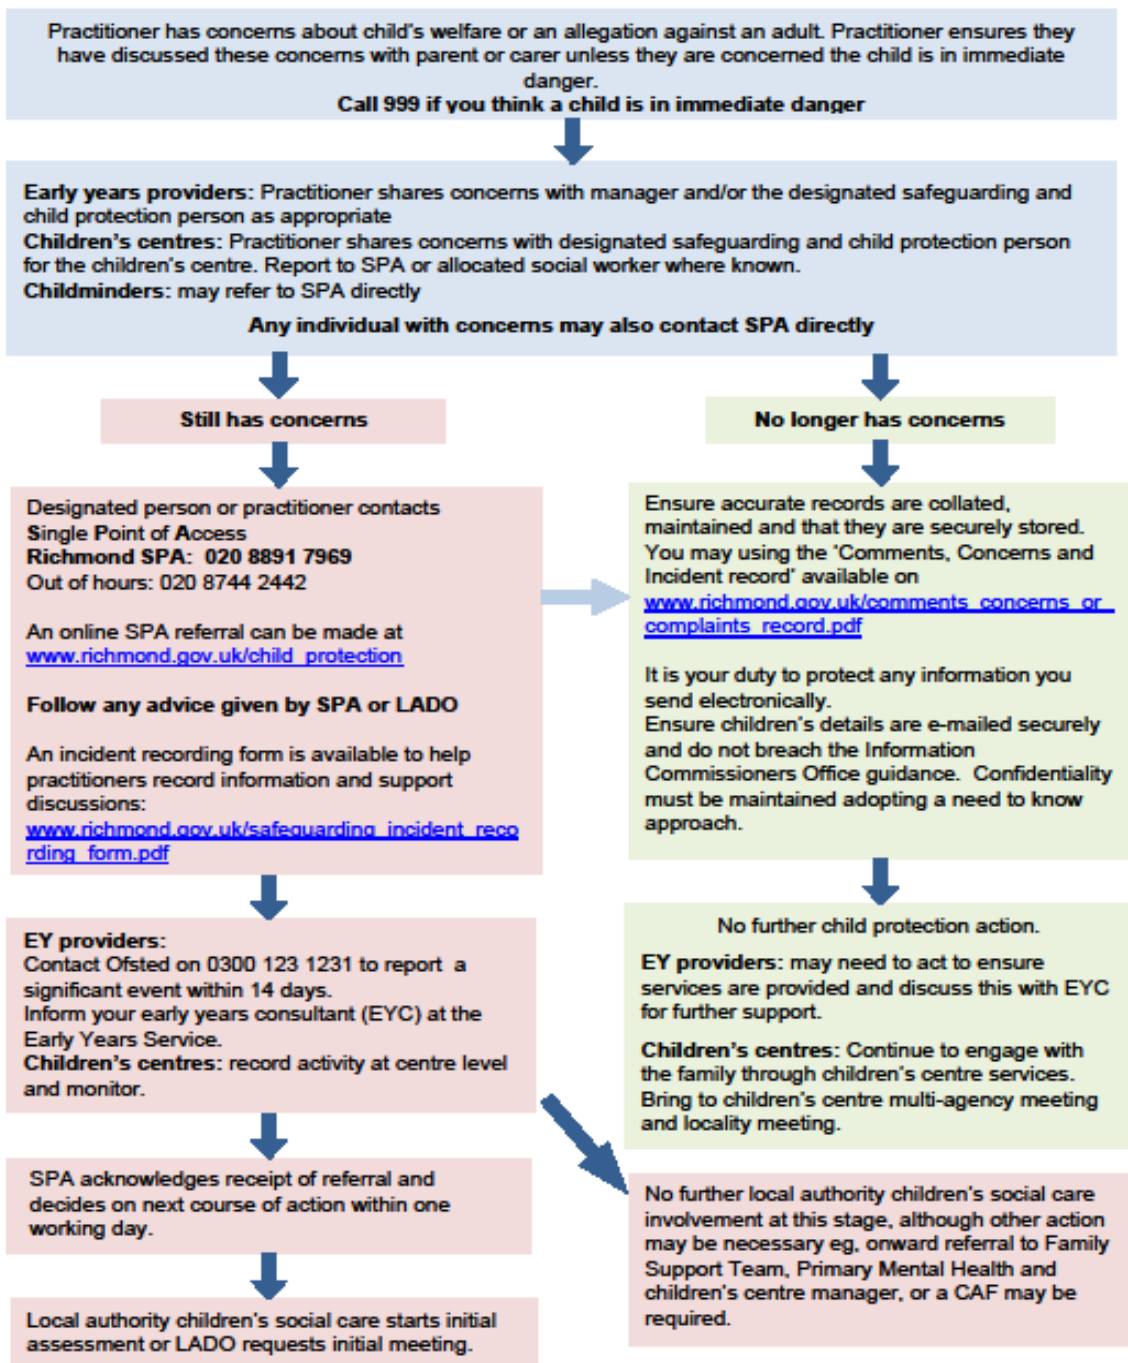 Practitioner has concerns about child's welfare or an allegation against an adult. Practitioner ensures they
have discussed these concerns with parent or carer unless they are concerned the child is in immediate
danger.
Call 999 if you think a child is in immediate danger
Early years providers: Practitioner shares concerns with manager and/or the designated safeguarding and
child protection person as appropriate
Children's centres: Practitioner shares concerns with designated safeguarding and child protection person
for the children's centre. Report to SPA or allocated social worker where known.
Childminders: may refer to SPA directly
Any individual with concerns may also contact SPA directly
Still has concerns
Designated person or practitioner contacts
Single Point of Access
Richmond SPA: 020 8891 7969
Out of hours: 020 8744 2442
An online SPA referral can be made at
www.richmond.gov.uk/child_protection
Follow any advice given by SPA or LADO
An incident recording form is available to help
practitioners record information and support
discussions:
www.richmond.gov.uk/safeguarding_incident_reco
rding_form.pdf
EY providers:
Contact Ofsted on 0300 123 1231 to report a
significant event within 14 days.
Inform your early years consultant (EYC) at the
Early Years Service.
Children's centres: record activity at centre level
and monitor.
SPA acknowledges receipt of referral and
decides on next course of action within one
working day.
Local authority children's social care starts initial
assessment or LADO requests initial meeting.
No longer has concerns
Ensure accurate records are collated,
maintained and that they are securely stored.
You may using the 'Comments, Concerns and
Incident record' available on
www.richmond.gov.uk/comments_concerns_or_
complaints_record.pdf
It is your duty to protect any information you
send electronically.
Ensure children's details are e-mailed securely
and do not breach the Information
Commissioners Office guidance. Confidentiality
must be maintained adopting a need to know
approach.
No further child protection action.
EY providers: may need to act to ensure
services are provided and discuss this with EYC
for further support.
Children's centres: Continue to engage with
the family through children's centre services.
Bring to children's centre multi-agency meeting
and locality meeting.
No further local authority children's social care
involvement at this stage, although other action
may be necessary eg, onward referral to Family
Support Team, Primary Mental Health and
children's centre manager, or a CAF may be
required.